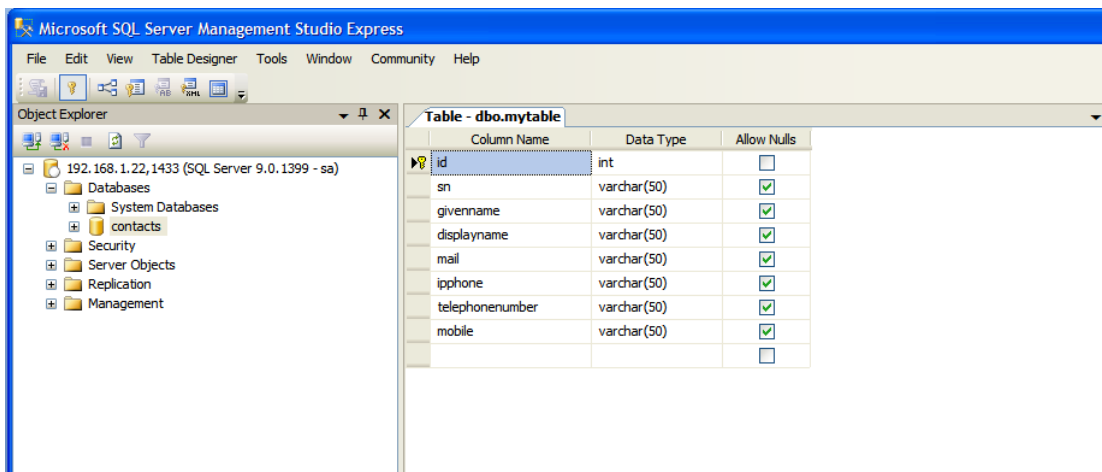 Microsoft SQL Server Management Studio Express
File Edit View Table Designer Tools Window Community Help
Object Explorer
192.168.1.22,1433 (SQL Server 9.0.1399 - sa)
Databases
System Databases
contacts
Security
Server Objects
Replication
Management
Table - dbo.mytable
Column Name Data Type Allow Nulls
id int
sn varchar(50)
givenname varchar(50)
displayname varchar(50)
mail varchar(50)
ipphone varchar(50)
telephonenumber varchar(50)
mobile varchar(50)